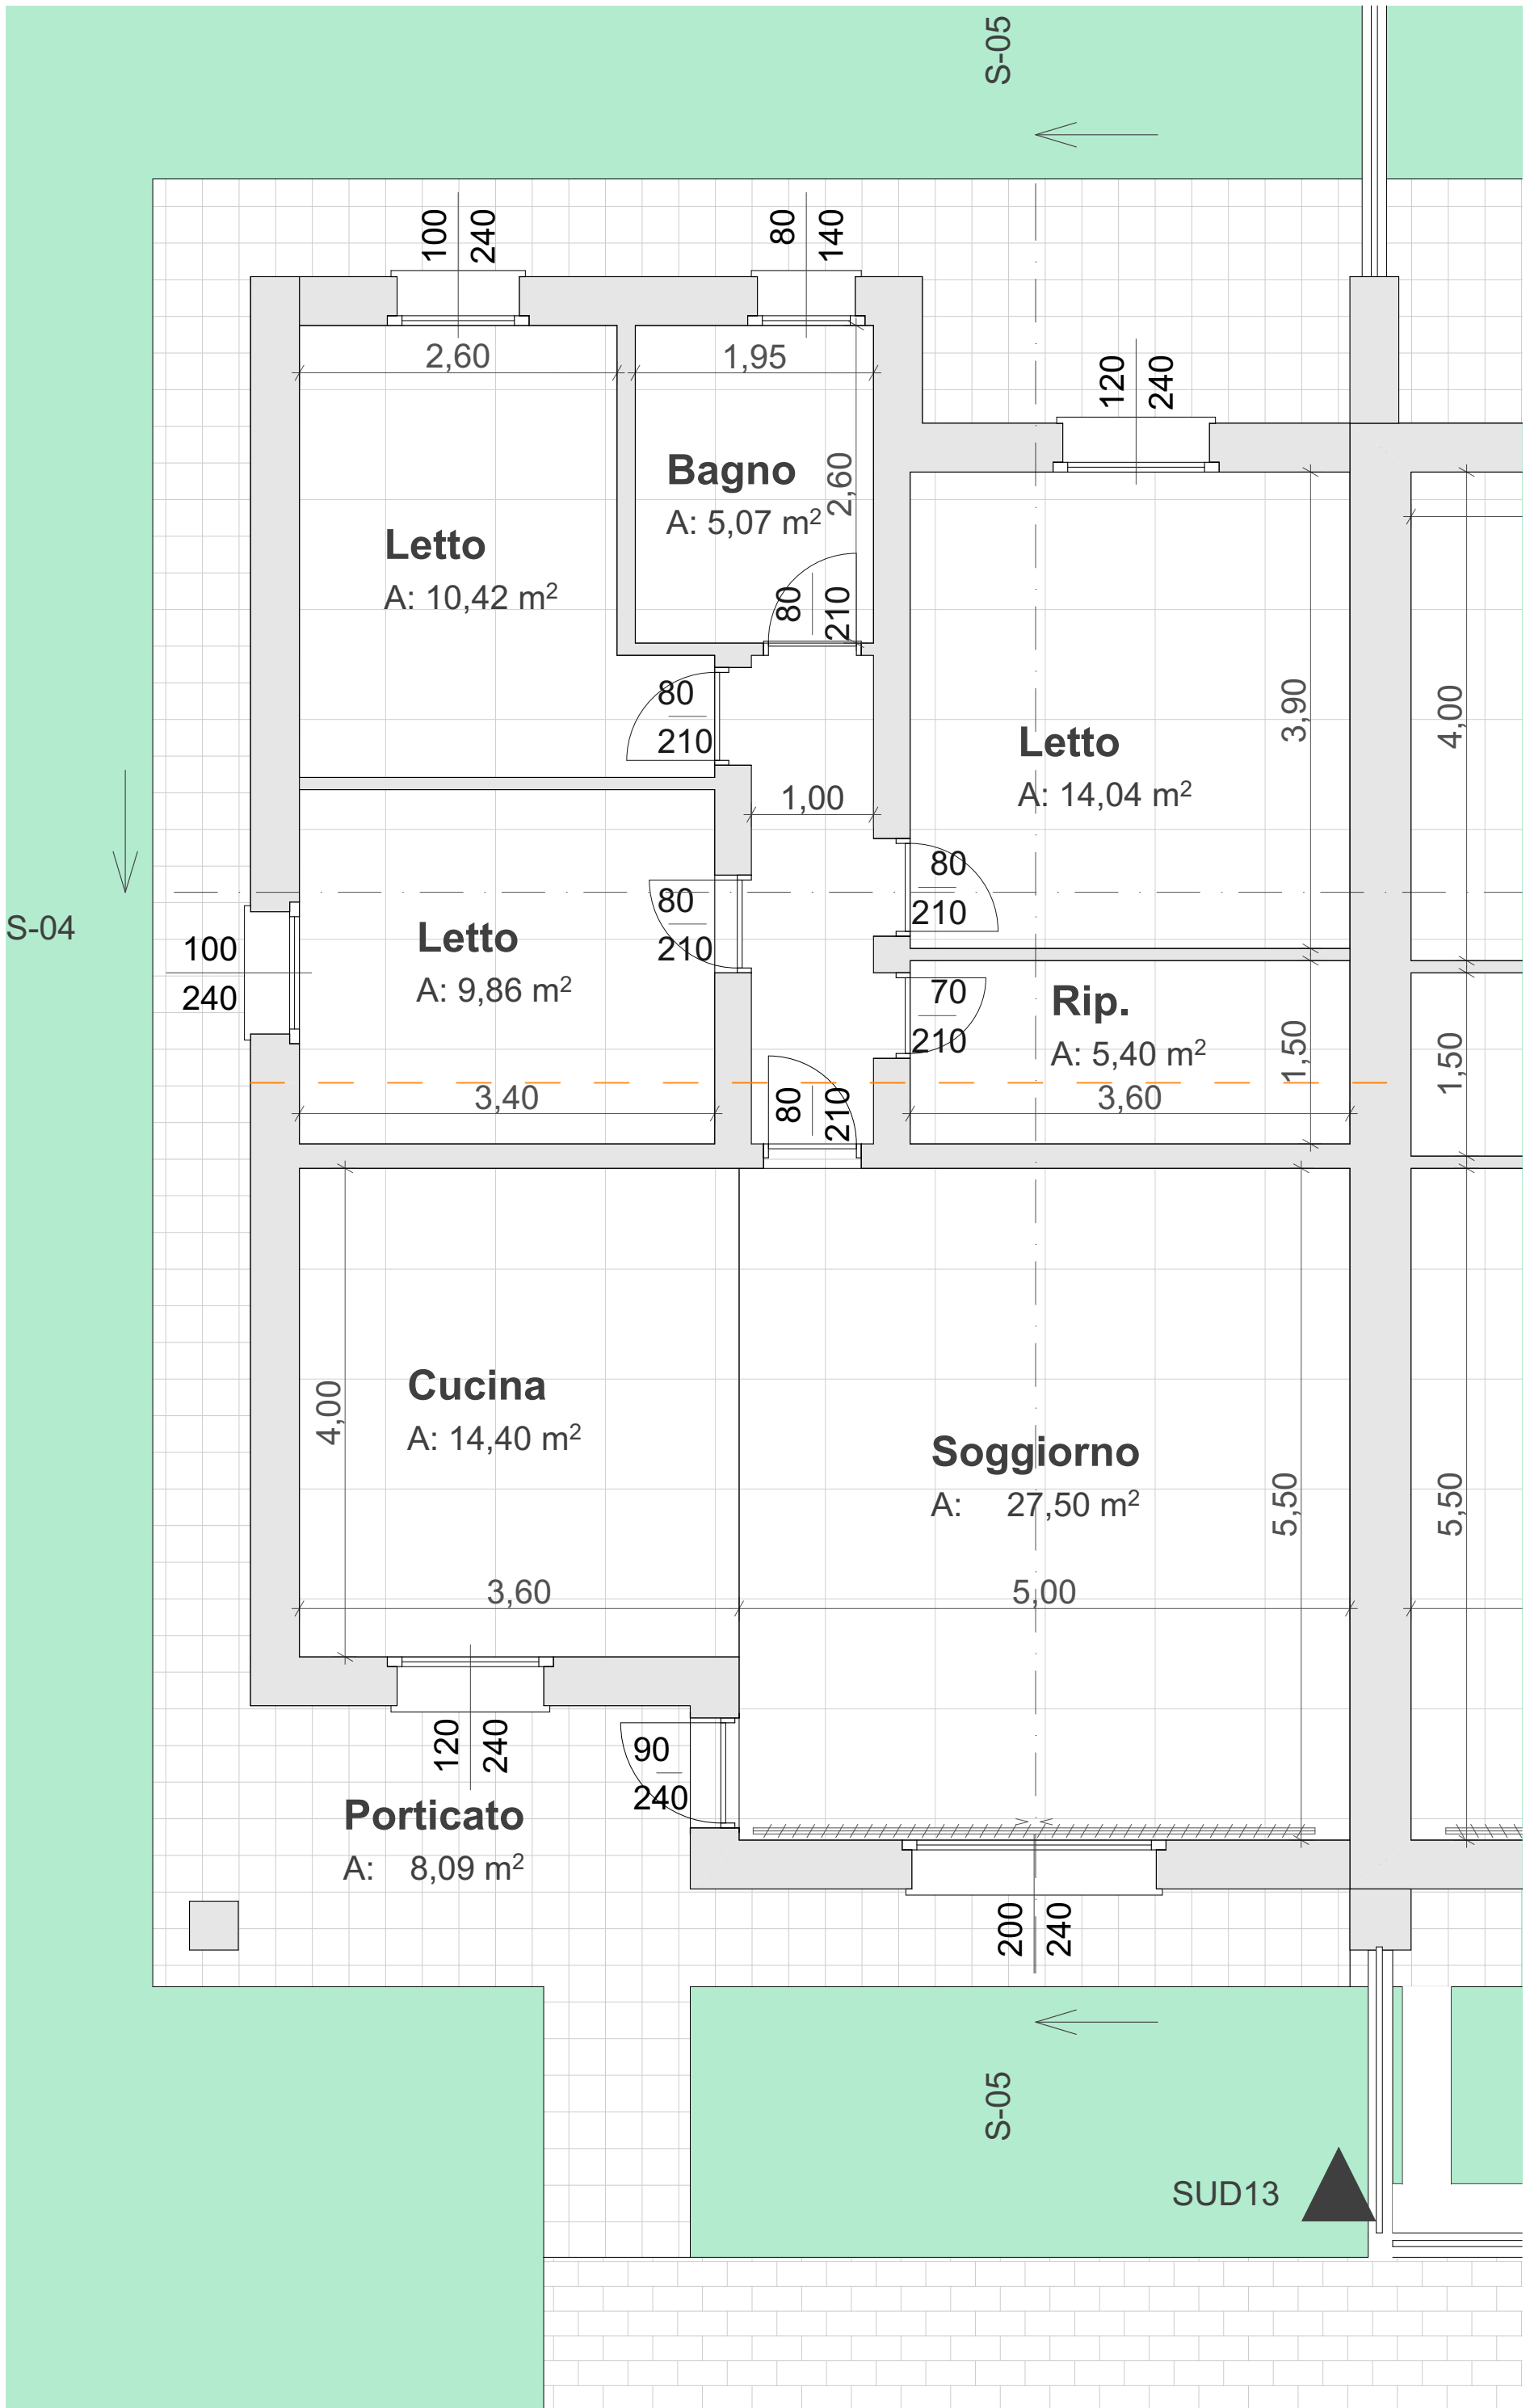 S-05
100
240
80
140
2,60
1,95
120
240
Bagno
A: 5,07 m²
2,60
Letto
A: 10,42 m²
80
210
80
210
3,90
4,00
Letto
A: 14,04 m²
1,00
80
210
80
210
S-04
100
240
Letto
A: 9,86 m²
70
210
Rip.
A: 5,40 m²
1,50
1,50
3,40
80
210
3,60
Cucina
A: 14,40 m²
4,00
Soggiorno
A: 27,50 m²
5,50
5,50
3,60
5,00
120
240
90
240
Porticato
A: 8,09 m²
200
240
S-05
SUD13